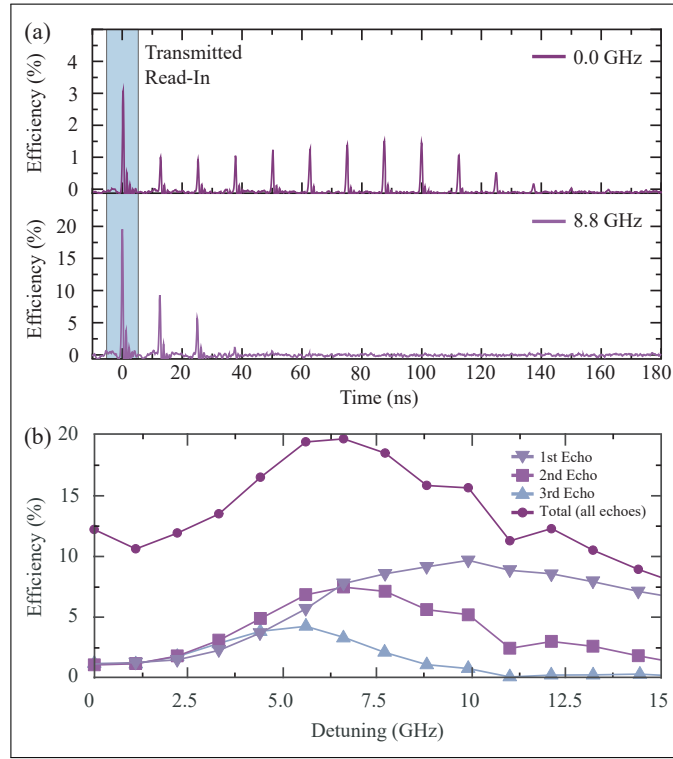 (a)
Transmitted
Read-In
0.0 GHz
Efficiency (%)
5
4
3
2
1
0
8.8 GHz
Efficiency (%)
20
15
10
5
0
0 20 40 60 80 100 120 140 160 180
Time (ns)
(b)
20
15
10
5
0
Efficiency (%)
1st Echo
2nd Echo
3rd Echo
Total (all echoes)
0 2.5 5.0 7.5 10 12.5 15
Detuning (GHz)